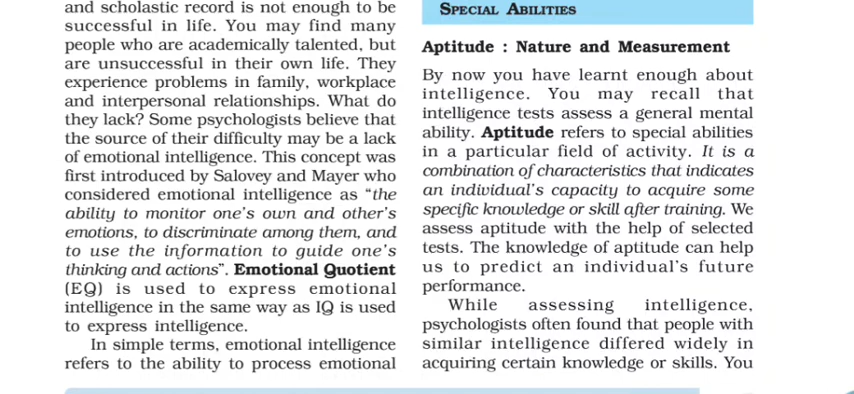 and scholastic record is not enough to be
successful in life. You may find many
people who are academically talented, but
are unsuccessful in their own life. They
experience problems in family, workplace
and interpersonal relationships. What do
they lack? Some psychologists believe that
the source of their difficulty may be a lack
of emotional intelligence. This concept was
first introduced by Salovey and Mayer who
considered emotional intelligence as “the
ability to monitor one’s own and other’s
emotions, to discriminate among them, and
to use the information to guide one’s
thinking and actions”. Emotional Quotient
(EQ) is used to express emotional
intelligence in the same way as IQ is used
to express intelligence.
In simple terms, emotional intelligence
refers to the ability to process emotional
SPECIAL ABILITIES
Aptitude : Nature and Measurement
By now you have learnt enough about
intelligence. You may recall that
intelligence tests assess a general mental
ability. Aptitude refers to special abilities
in a particular field of activity. It is a
combination of characteristics that indicates
an individual’s capacity to acquire some
specific knowledge or skill after training. We
assess aptitude with the help of selected
tests. The knowledge of aptitude can help
us to predict an individual’s future
performance.
While assessing intelligence,
psychologists often found that people with
similar intelligence differed widely in
acquiring certain knowledge or skills. You